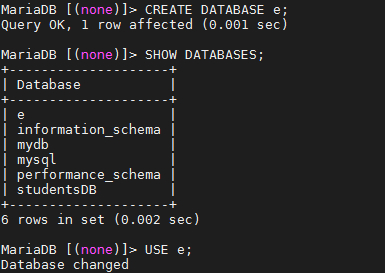 MariaDB [(none)]> CREATE DATABASE e;
Query OK, 1 row affected (0.001 sec)

MariaDB [(none)]> SHOW DATABASES;
+--------------------+
| Database           |
+--------------------+
| e                  |
| information_schema |
| mydb               |
| mysql              |
| performance_schema |
| studentsDB         |
+--------------------+
6 rows in set (0.002 sec)

MariaDB [(none)]> USE e;
Database changed